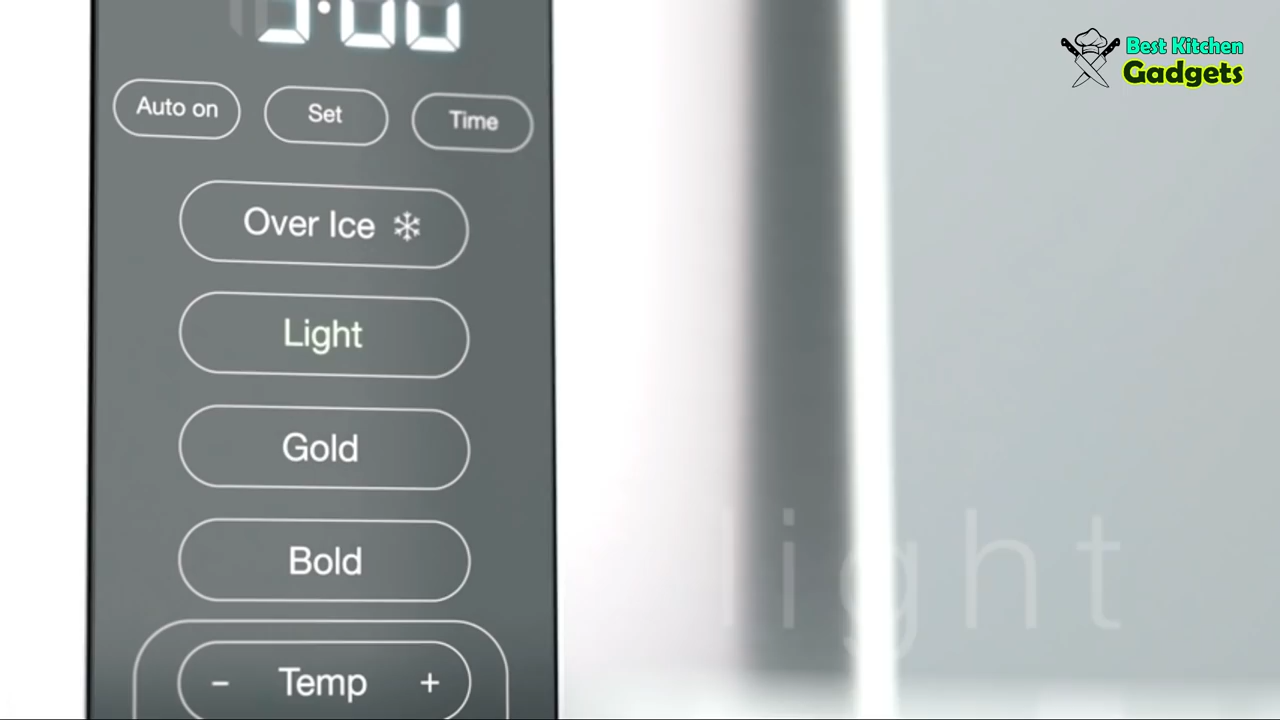 Best Kitchen
Gadgets
Auto on
Set
Time
Over Ice
Light
Gold
Bold
- Temp +
light